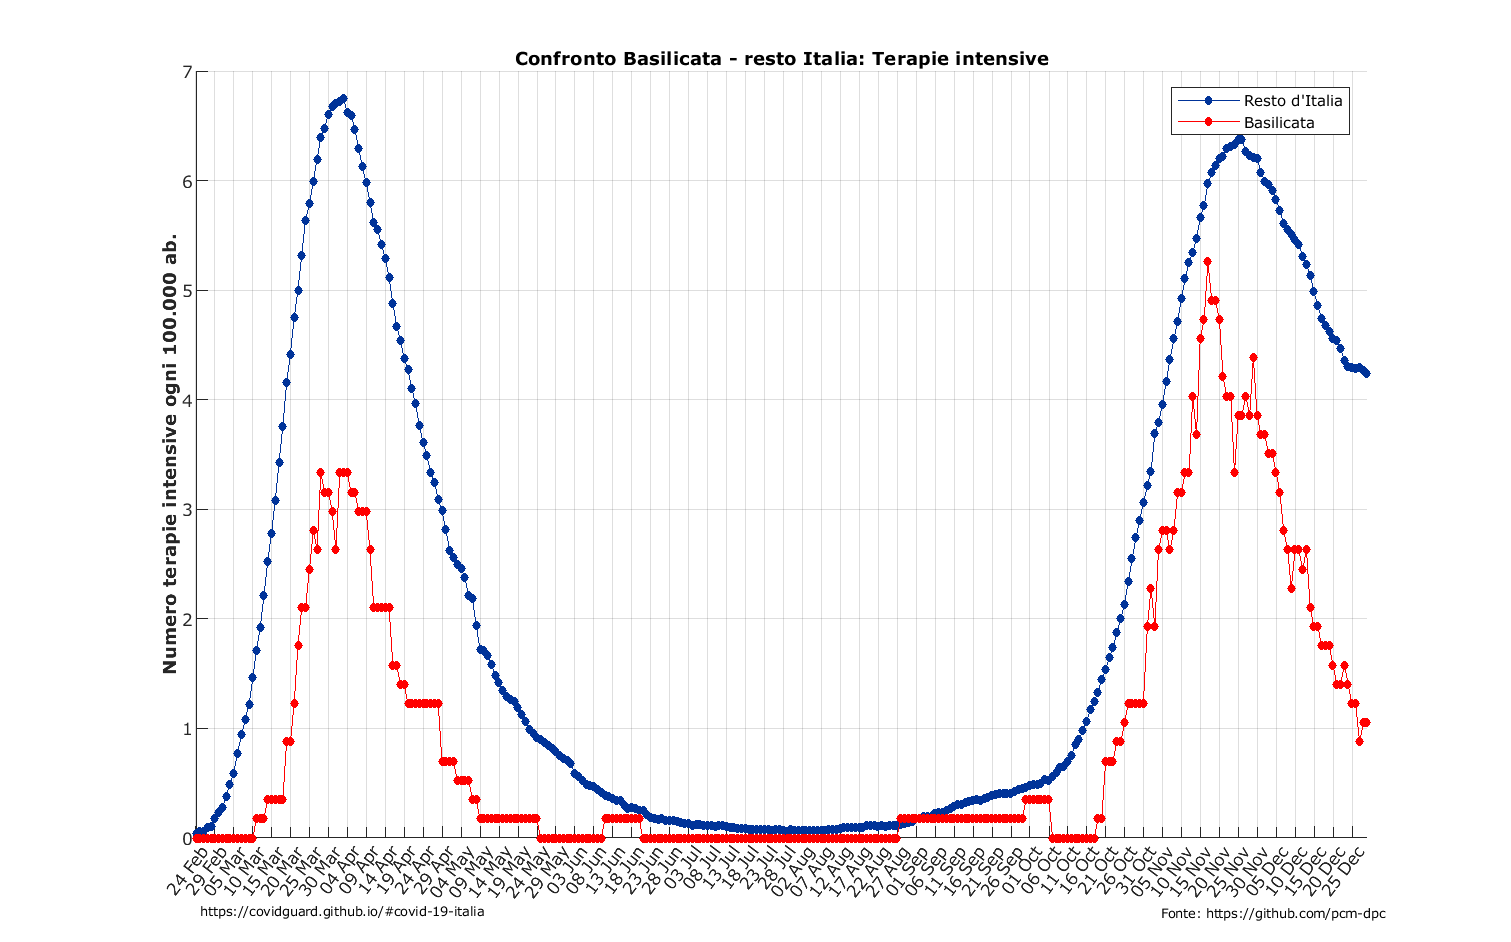 Confronto Basilicata - resto Italia: Terapie intensive
Resto d'Italia
Basilicata
Numero terapie intensive ogni 100.000 ab.
7
6
5
4
3
2
1
0
24 Feb
29 Feb
05 Mar
10 Mar
15 Mar
20 Mar
25 Mar
30 Mar
04 Apr
09 Apr
14 Apr
19 Apr
24 Apr
29 Apr
04 May
09 May
14 May
19 May
24 May
29 May
03 Jun
08 Jun
13 Jun
18 Jun
23 Jun
28 Jun
03 Jul
08 Jul
13 Jul
18 Jul
23 Jul
28 Jul
02 Aug
07 Aug
12 Aug
17 Aug
22 Aug
27 Aug
01 Sep
06 Sep
11 Sep
16 Sep
21 Sep
26 Sep
01 Oct
06 Oct
11 Oct
16 Oct
21 Oct
26 Oct
31 Oct
05 Nov
10 Nov
15 Nov
20 Nov
25 Nov
30 Nov
05 Dec
10 Dec
15 Dec
20 Dec
25 Dec
https://covidguard.github.io/#covid-19-italia
Fonte: https://github.com/pcm-dpc